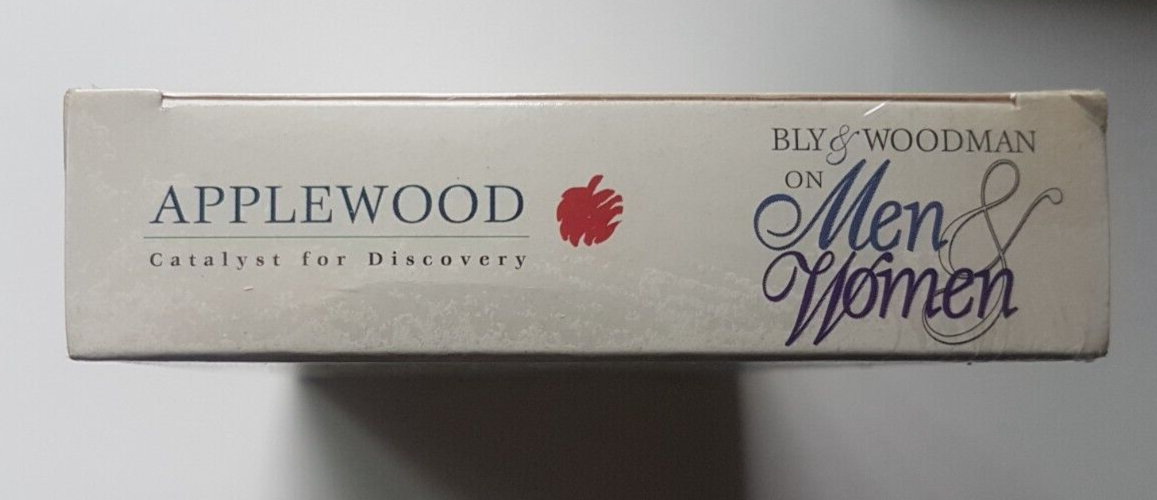 APPLEWOOD
Catalyst for Discovery
BLY & WOODMAN
ON
Men &
Women